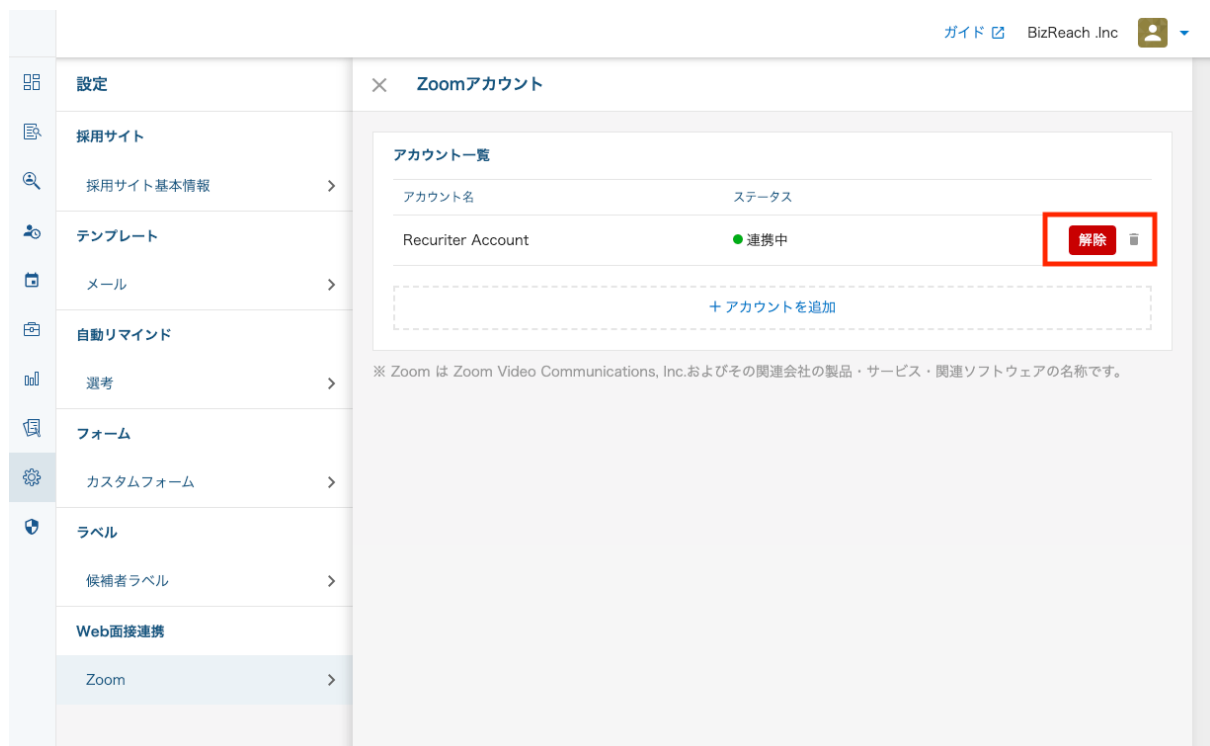 ガイド
BizReach .Inc
設定
採用サイト
採用サイト基本情報
テンプレート
メール
自動リマインド
選考
フォーム
カスタムフォーム
ラベル
候補者ラベル
Web面接連携
Zoom
Zoomアカウント
アカウント一覧
アカウント名 ステータス
Recuriter Account 連携中 解除
+ アカウントを追加
※ Zoom は Zoom Video Communications, Inc.およびその関連会社の製品・サービス・関連ソフトウェアの名称です。